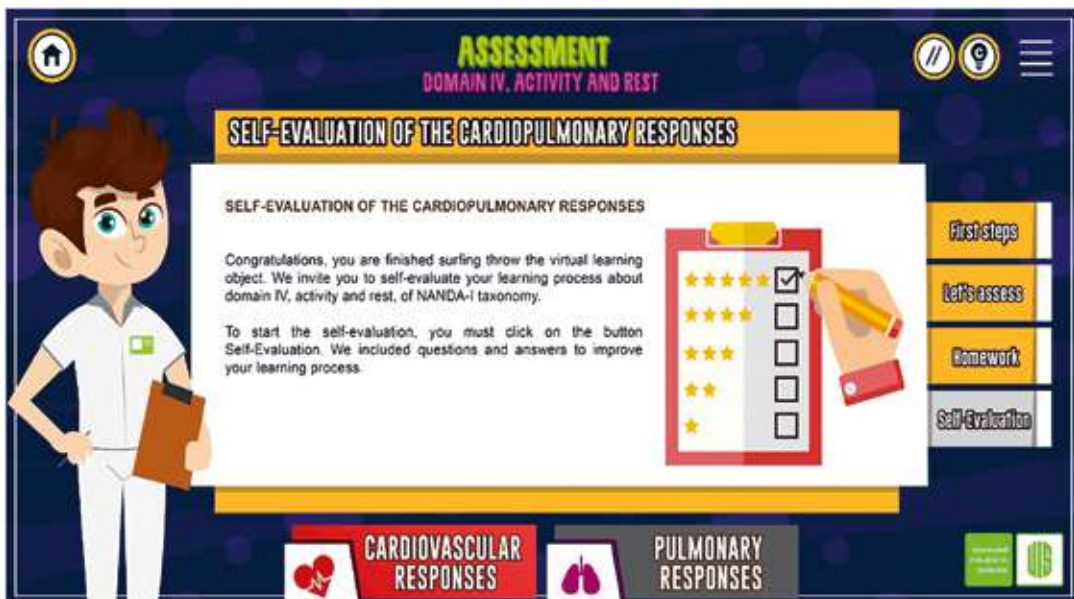 ASSESSMENT
DOMAIN IV. ACTIVITY AND REST
SELF-EVALUATION OF THE CARDIOPULMONARY RESPONSES
SELF-EVALUATION OF THE CARDIOPULMONARY RESPONSES
Congratulations, you are finished surfing throw the virtual learning
object. We invite you to self-evaluate your learning process about
domain IV, activity and rest, of NANDA-I taxonomy.
To start the self-evaluation, you must click on the button
Self-Evaluation. We included questions and answers to improve
your learning process.
First steps
Let's assess
Homework
Self-Evaluation
CARDIOVASCULAR
RESPONSES
PULMONARY
RESPONSES
UIS